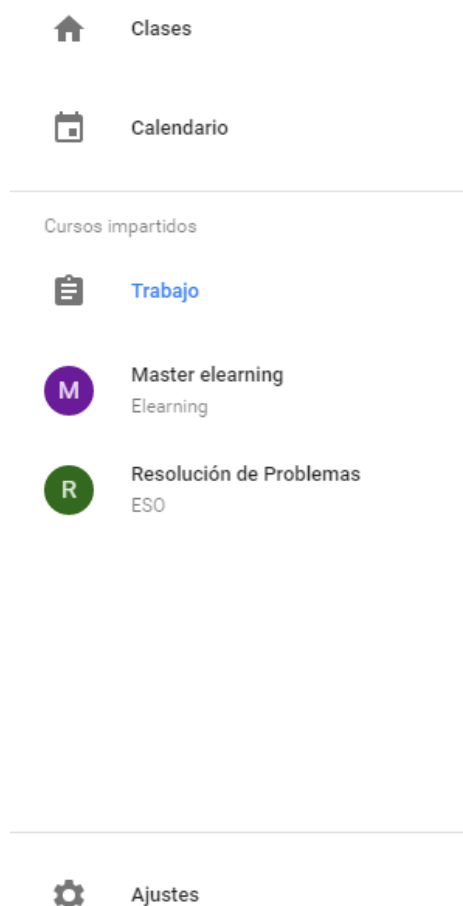 Clases
Calendario
Cursos impartidos
Trabajo
M
Master elearning
Elearning
R
Resolución de Problemas
ESO
Ajustes